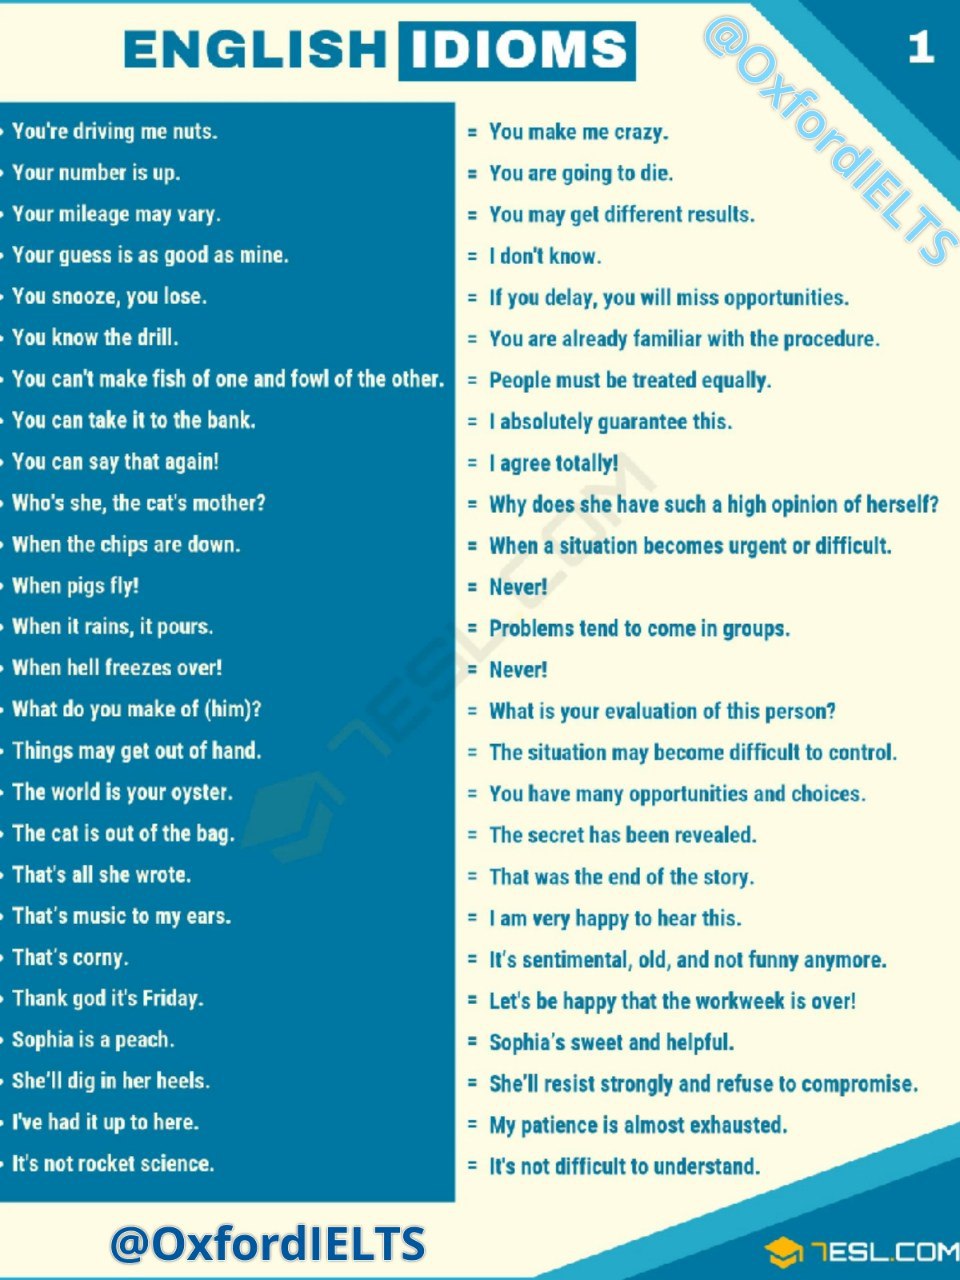 ENGLISH IDIOMS
1
@OxfordIELTS
• You're driving me nuts. = You make me crazy.
• Your number is up. = You are going to die.
• Your mileage may vary. = You may get different results.
• Your guess is as good as mine. = I don't know.
• You snooze, you lose. = If you delay, you will miss opportunities.
• You know the drill. = You are already familiar with the procedure.
• You can't make fish of one and fowl of the other. = People must be treated equally.
• You can take it to the bank. = I absolutely guarantee this.
• You can say that again! = I agree totally!
• Who's she, the cat's mother? = Why does she have such a high opinion of herself?
• When the chips are down. = When a situation becomes urgent or difficult.
• When pigs fly! = Never!
• When it rains, it pours. = Problems tend to come in groups.
• When hell freezes over! = Never!
• What do you make of (him)? = What is your evaluation of this person?
• Things may get out of hand. = The situation may become difficult to control.
• The world is your oyster. = You have many opportunities and choices.
• The cat is out of the bag. = The secret has been revealed.
• That's all she wrote. = That was the end of the story.
• That's music to my ears. = I am very happy to hear this.
• That's corny. = It's sentimental, old, and not funny anymore.
• Thank god it's Friday. = Let's be happy that the workweek is over!
• Sophia is a peach. = Sophia's sweet and helpful.
• She'll dig in her heels. = She'll resist strongly and refuse to compromise.
• I've had it up to here. = My patience is almost exhausted.
• It's not rocket science. = It's not difficult to understand.
7ESL.COM
@OxfordIELTS
7ESL.COM